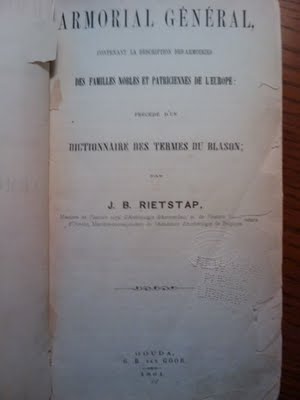 ARMORIAL GÉNÉRAL,
CONTENANT LA DESCRIPTION DES ARMOIRIES
DES FAMILLES NOBLES ET PATRICIENNES DE L'EUROPE:
PRÉCÉDÉ D'UN
DICTIONNAIRE DES TERMES DU BLASON;
PAR
J. B. RIETSTAP,
GOUDA,
G. B. VAN GOOR.
1861.